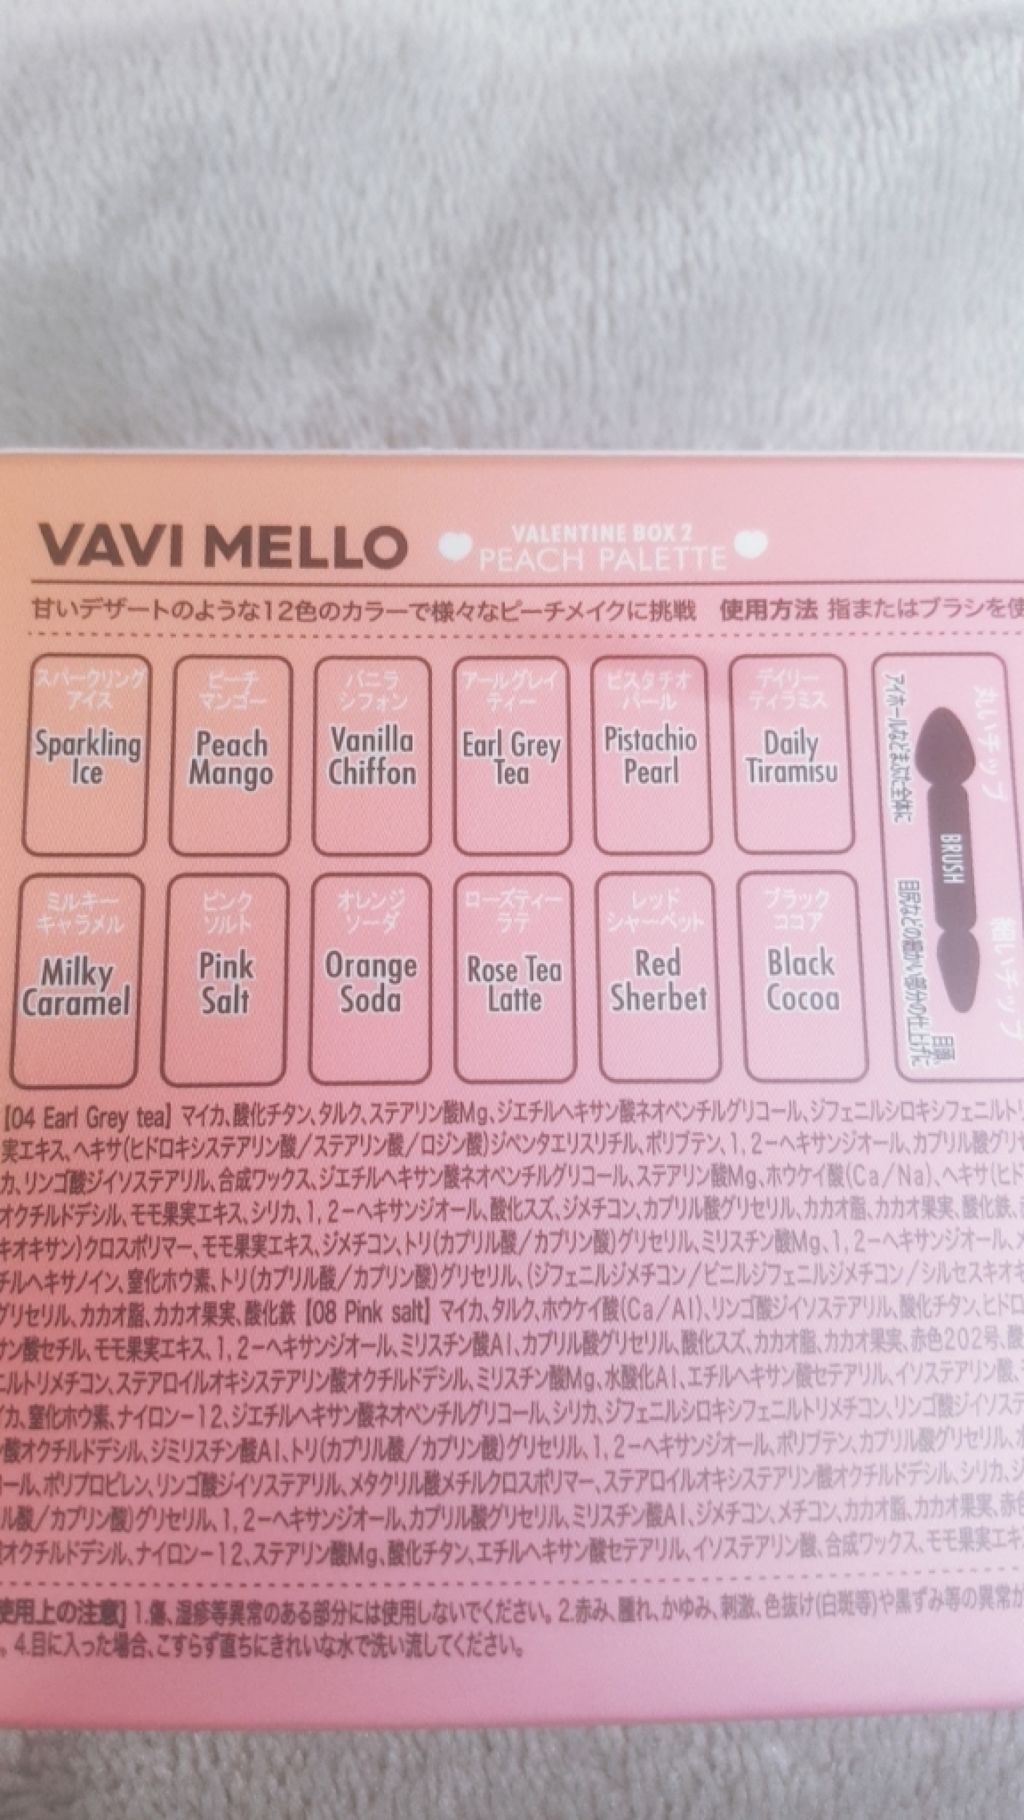 VAVI MELLO
VALENTINE BOX 2
PEACH PALETTE
甘いデザートのような12色のカラーで様々なピーチメイクに挑戦 使用方法 指またはブラシを使
スパークリング
アイス
Sparkling
Ice
ピーチ
マンゴー
Peach
Mango
バニラ
シフォン
Vanilla
Chiffon
アールグレイ
ティー
Earl Grey
Tea
ピスタチオ
パール
Pistachio
Pearl
デイリー
ティラミス
Daily
Tiramisu
ミルキー
キャラメル
Milky
Caramel
ピンク
ソルト
Pink
Salt
オレンジ
ソーダ
Orange
Soda
ローズティー
ラテ
Rose Tea
Latte
レッド
シャーベット
Red
Sherbet
ブラック
ココア
Black
Cocoa
丸いチップ
アイホールなどまぶた全体に
BRUSH
細いチップ
目尻などの細かい部分の仕上げに
目頭、
【04 Earl Grey tea】マイカ、酸化チタン、タルク、ステアリン酸Mg、ジエチルヘキサン酸ネオペンチルグリコール、ジフェニルシロキシフェニルトリ
実エキス、ヘキサ(ヒドロキシステアリン酸/ステアリン酸/ロジン酸)ジペンタエリスリチル、ポリブテン、1,2-ヘキサンジオール、カプリル酸グリセ
カ、リンゴ酸ジイソステアリル、合成ワックス、ジエチルヘキサン酸ネオペンチルグリコール、ステアリン酸Mg、ホウケイ酸(Ca/Na)、ヘキサ(ヒド
オクチルドデシル、モモ果実エキス、シリカ、1,2-ヘキサンジオール、酸化スズ、ジメチコン、カプリル酸グリセリル、カカオ脂、カカオ果実、酸化鉄、
キオキサン)クロスポリマー、モモ果実エキス、ジメチコン、トリ(カプリル酸/カプリン酸)グリセリル、ミリスチン酸Mg、1,2-ヘキサンジオール、メ
チルヘキサノイン、窒化ホウ素、トリ(カプリル酸/カプリン酸)グリセリル、(ジフェニルジメチコン/ビニルジフェニルジメチコン/シルセスキオキ
グリセリル、カカオ脂、カカオ果実、酸化鉄【08 Pink salt】マイカ、タルク、ホウケイ酸(Ca/Al)、リンゴ酸ジイソステアリル、酸化チタン、ヒドロ
サン酸セチル、モモ果実エキス、1,2-ヘキサンジオール、ミリスチン酸Al、カプリル酸グリセリル、酸化スズ、カカオ脂、カカオ果実、赤色202号、酸
ニルトリメチコン、ステアロイルオキシステアリン酸オクチルドデシル、ミリスチン酸Mg、水酸化Al、エチルヘキサン酸セテアリル、イソステアリン酸、
イカ、窒化ホウ素、ナイロン-12、ジエチルヘキサン酸ネオペンチルグリコール、シリカ、ジフェニルシロキシフェニルトリメチコン、リンゴ酸ジイソステ
酸オクチルドデシル、ジミリスチン酸Al、トリ(カプリル酸/カプリン酸)グリセリル、1,2-ヘキサンジオール、ポリブテン、カプリル酸グリセリル、
ール、ポリプロピレン、リンゴ酸ジイソステアリル、メタクリル酸メチルクロスポリマー、ステアロイルオキシステアリン酸オクチルドデシル、シリカ、ジ
ル酸/カプリン酸)グリセリル、1,2-ヘキサンジオール、カプリル酸グリセリル、ミリスチン酸Al、ジメチコン、メチコン、カカオ脂、カカオ果実、赤色
オクチルドデシル、ナイロン-12、ステアリン酸Mg、酸化チタン、エチルヘキサン酸セテアリル、イソステアリン酸、合成ワックス、モモ果実エキ
使用上の注意】1.傷、湿疹等異常のある部分には使用しないでください。2.赤み、腫れ、かゆみ、刺激、色抜け(白斑等)や黒ずみ等の異常が
。4.目に入った場合、こすらず直ちにきれいな水で洗い流してください。